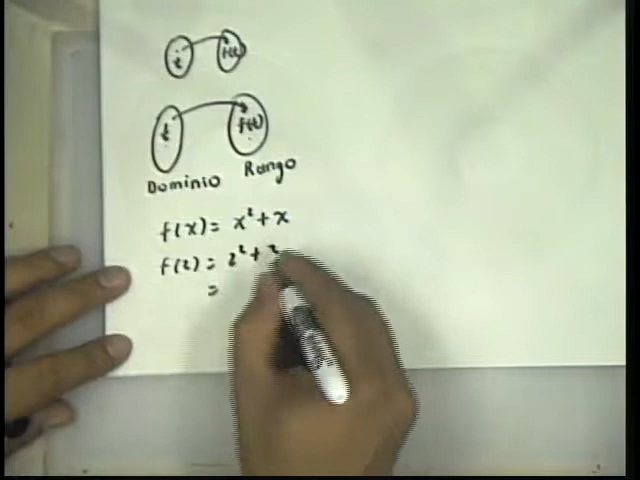 t f(t)
t f(t)
Dominio Rango
f(x) = x² + x
f(2) = 2² + 2
=